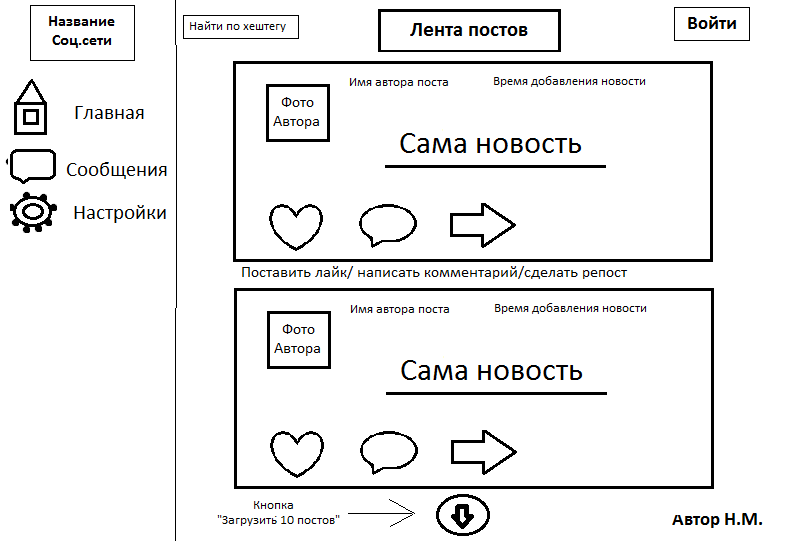 Название
Соц.сети
Найти по хештегу
Лента постов
Войти
Главная
Сообщения
Настройки
Имя автора поста
Время добавления новости
Фото
Автора
Сама новость
Поставить лайк/ написать комментарий/сделать репост
Имя автора поста
Время добавления новости
Фото
Автора
Сама новость
Кнопка
"Загрузить 10 постов"
Автор Н.М.